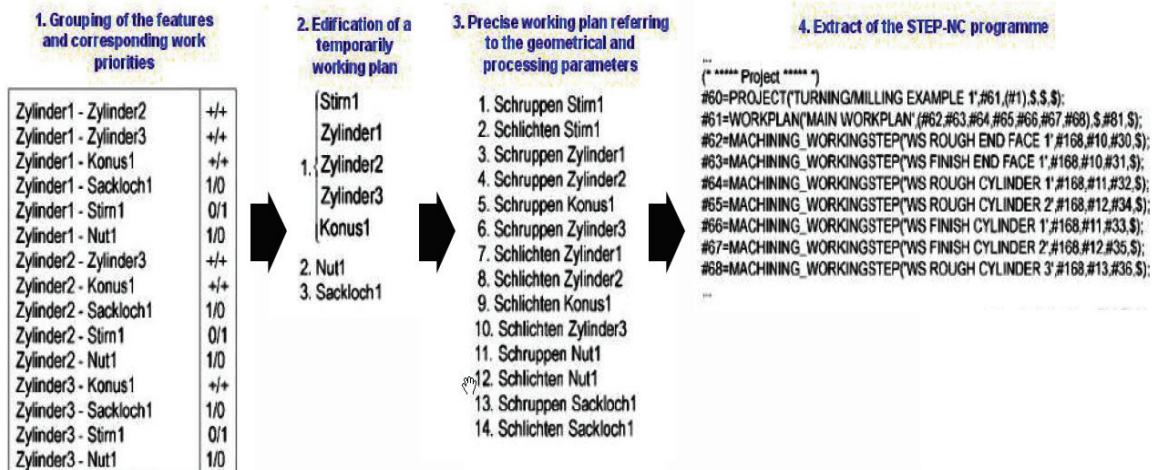 1. Grouping of the features
and corresponding work
priorities
Zylinder1 - Zylinder2 +/+
Zylinder1 - Zylinder3 +/+
Zylinder1 - Konus1 +/+
Zylinder1 - Sackloch1 1/0
Zylinder1 - Stirn1 0/1
Zylinder1 - Nut1 1/0
Zylinder2 - Zylinder3 +/+
Zylinder2 - Konus1 +/+
Zylinder2 - Sackloch1 1/0
Zylinder2 - Stirn1 0/1
Zylinder2 - Nut1 1/0
Zylinder3 - Konus1 +/+
Zylinder3 - Sackloch1 1/0
Zylinder3 - Stirn1 0/1
Zylinder3 - Nut1 1/0
2. Edification of a
temporarily
working plan
Stirn1
Zylinder1
1. Zylinder2
Zylinder3
Konus1
2. Nut1
3. Sackloch1
3. Precise working plan referring
to the geometrical and
processing parameters
1. Schruppen Stirn1
2. Schlichten Stirn1
3. Schruppen Zylinder1
4. Schruppen Zylinder2
5. Schruppen Konus1
6. Schruppen Zylinder3
7. Schlichten Zylinder1
8. Schlichten Zylinder2
9. Schlichten Konus1
10. Schlichten Zylinder3
11. Schruppen Nut1
12. Schlichten Nut1
13. Schruppen Sackloch1
14. Schlichten Sackloch1
4. Extract of the STEP-NC programme
...
(* ***** Project ***** *)
#60=PROJECT('TURNING/MILLING EXAMPLE 1',#61,(#1),$,$,$);
#61=WORKPLAN('MAIN WORKPLAN',(#62,#63,#64,#65,#66,#67,#68),$,#81,$);
#62=MACHINING_WORKINGSTEP('WS ROUGH END FACE 1',#168,#10,#30,$);
#63=MACHINING_WORKINGSTEP('WS FINISH END FACE 1',#168,#10,#31,$);
#64=MACHINING_WORKINGSTEP('WS ROUGH CYLINDER 1',#168,#11,#32,$);
#65=MACHINING_WORKINGSTEP('WS ROUGH CYLINDER 2',#168,#12,#34,$);
#66=MACHINING_WORKINGSTEP('WS FINISH CYLINDER 1',#168,#11,#33,$);
#67=MACHINING_WORKINGSTEP('WS FINISH CYLINDER 2',#168,#12,#35,$);
#68=MACHINING_WORKINGSTEP('WS ROUGH CYLINDER 3',#168,#13,#36,$);
...